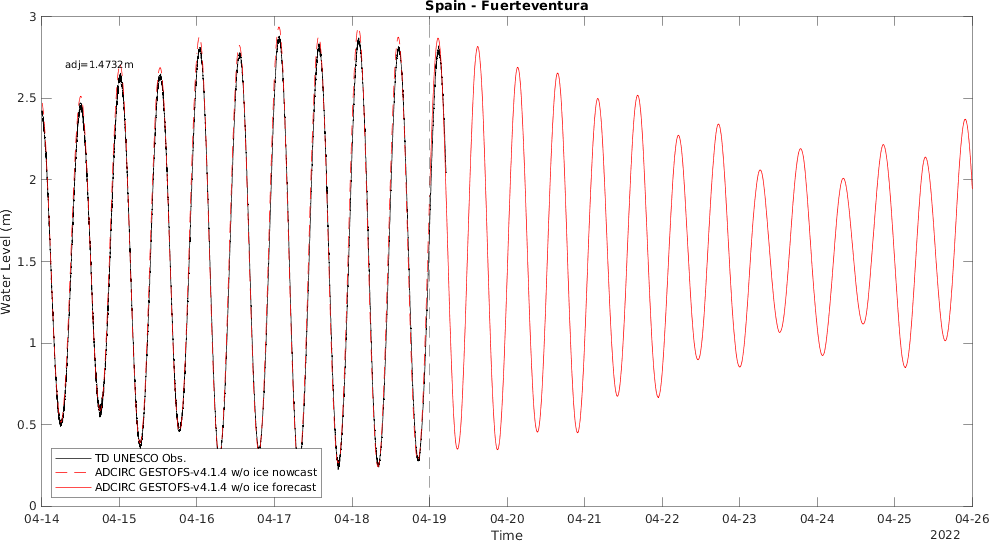 Spain - Fuerteventura
3
adj=1.4732m
2.5
2
Water Level (m)
1.5
1
0.5
TD UNESCO Obs.
ADCIRC GESTOFS-v4.1.4 w/o ice nowcast
ADCIRC GESTOFS-v4.1.4 w/o ice forecast
0
04-14 04-15 04-16 04-17 04-18 04-19 04-20 04-21 04-22 04-23 04-24 04-25 04-26
Time
2022